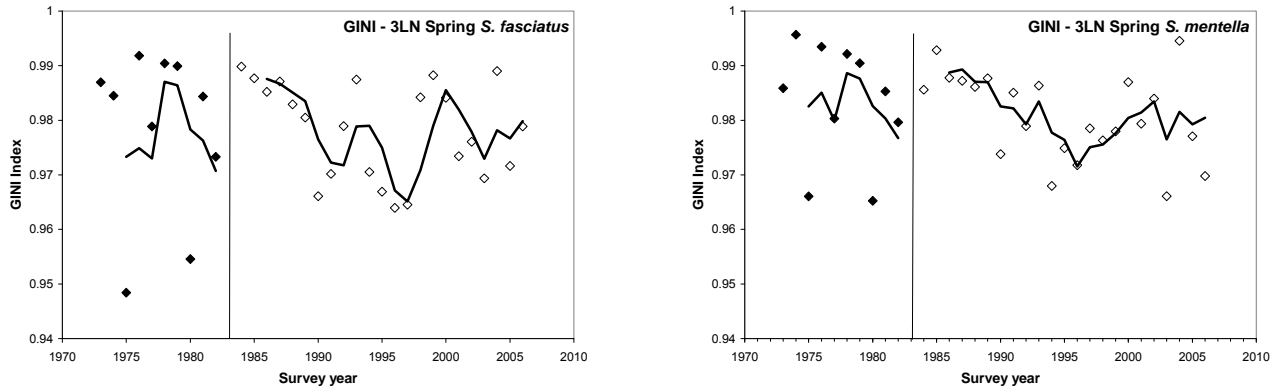 GINI - 3LN Spring S. fasciatus
1
0.99
0.98
0.97
0.96
0.95
0.94
GINI Index
1970 1975 1980 1985 1990 1995 2000 2005 2010
Survey year
GINI - 3LN Spring S. mentella
1
0.99
0.98
0.97
0.96
0.95
0.94
GINI Index
1970 1975 1980 1985 1990 1995 2000 2005 2010
Survey year